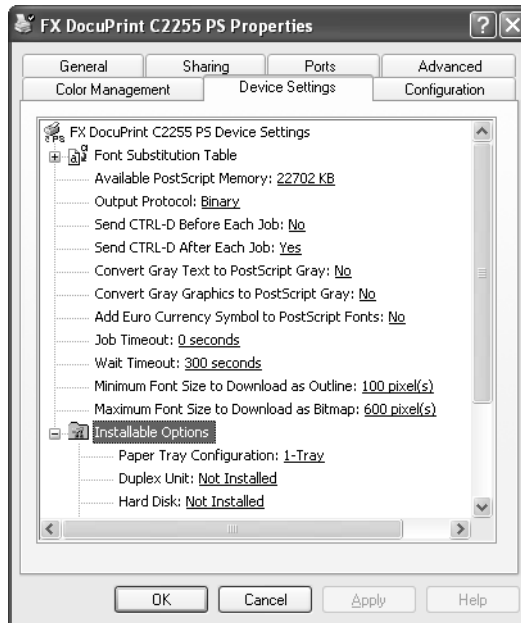 FX DocuPrint C2255 PS Properties
General Sharing Ports Advanced
Color Management Device Settings Configuration
FX DocuPrint C2255 PS Device Settings
Font Substitution Table
Available PostScript Memory: 22702 KB
Output Protocol: Binary
Send CTRL-D Before Each Job: No
Send CTRL-D After Each Job: Yes
Convert Gray Text to PostScript Gray: No
Convert Gray Graphics to PostScript Gray: No
Add Euro Currency Symbol to PostScript Fonts: No
Job Timeout: 0 seconds
Wait Timeout: 300 seconds
Minimum Font Size to Download as Outline: 100 pixel(s)
Maximum Font Size to Download as Bitmap: 600 pixel(s)
Installable Options
Paper Tray Configuration: 1-Tray
Duplex Unit: Not Installed
Hard Disk: Not Installed
OK Cancel Apply Help